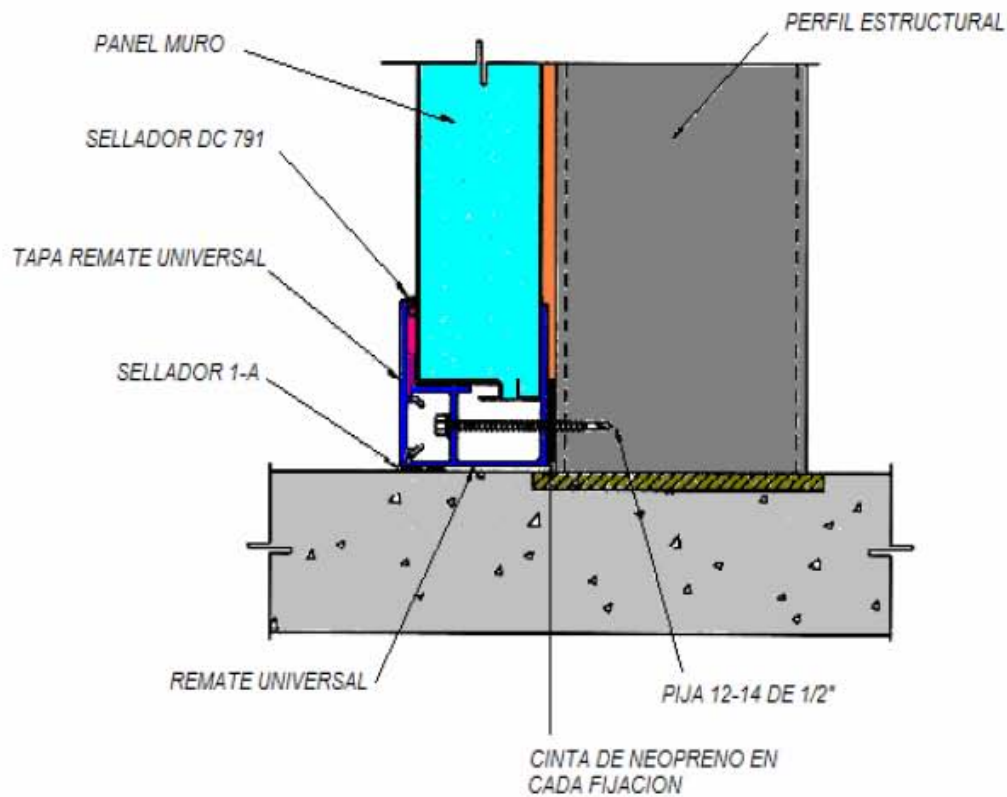 PERFIL ESTRUCTURAL
PANEL MURO
SELLADOR DC 791
TAPA REMATE UNIVERSAL
SELLADOR 1-A
REMATE UNIVERSAL
PIJA 12-14 DE 1/2"
CINTA DE NEOPRENO EN
CADA FIJACION